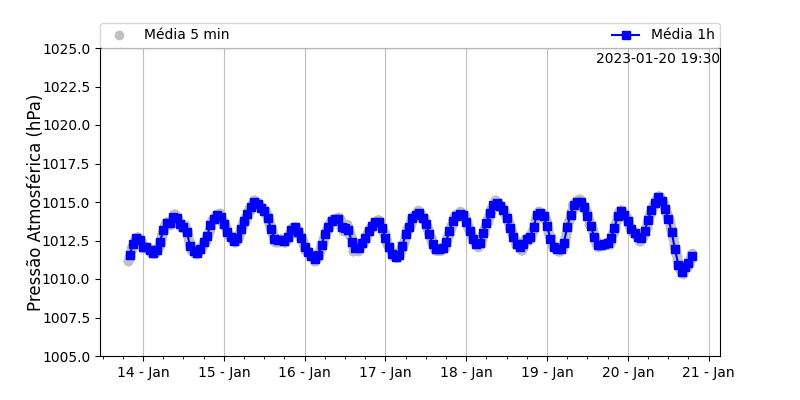 Média 5 min
Média 1h
2023-01-20 19:30
Pressão Atmosférica (hPa)
1025.0
1022.5
1020.0
1017.5
1015.0
1012.5
1010.0
1007.5
1005.0
14 - Jan
15 - Jan
16 - Jan
17 - Jan
18 - Jan
19 - Jan
20 - Jan
21 - Jan